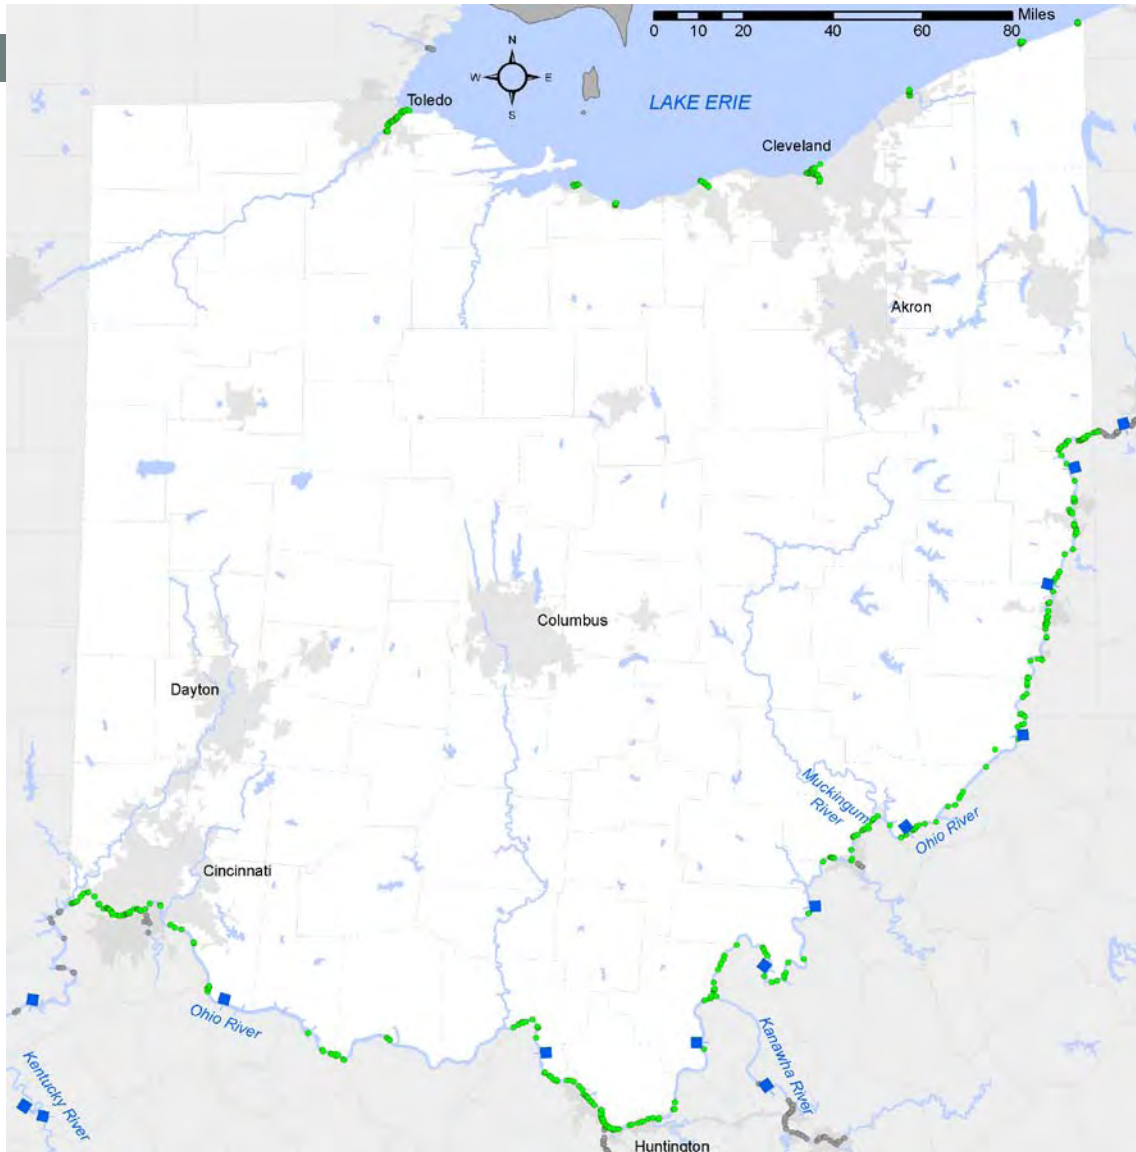 Miles
0 10 20 40 60 80
N
W E
S
Toledo
LAKE ERIE
Cleveland
Akron
Columbus
Dayton
Muckingum
River
Ohio River
Cincinnati
Ohio River
Kanawha River
Kentucky River
Huntington